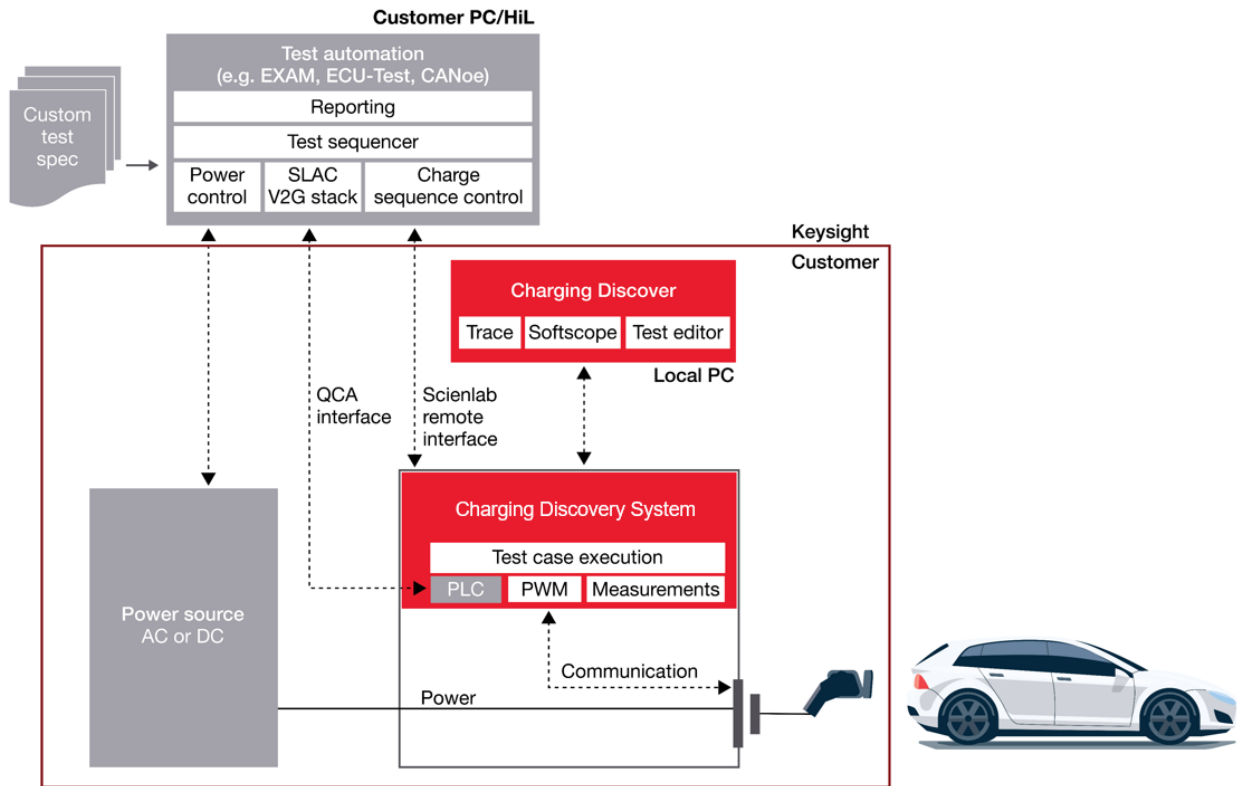 Customer PC/HiL
Test automation
(e.g. EXAM, ECU-Test, CANoe)
Reporting
Test sequencer
Power
control
SLAC
V2G stack
Charge
sequence control
Custom
test
spec
Keysight
Customer
Charging Discover
Trace
Softscope
Test editor
Local PC
QCA
interface
Scienlab
remote
interface
Charging Discovery System
Test case execution
PLC
PWM
Measurements
Power source
AC or DC
Communication
Power